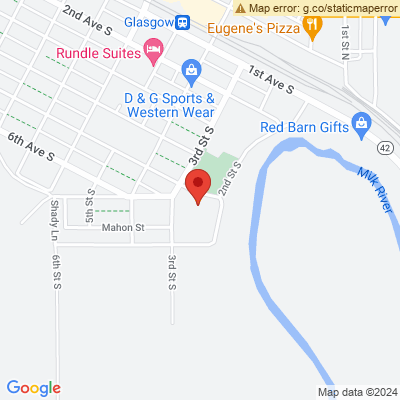 Map error: g.co/staticmaperror
2nd Ave S
Glasgow
Eugene's Pizza
1st St N
Rundle Suites
1st Ave S
D & G Sports &
Western Wear
Red Barn Gifts
42
3rd St S
6th Ave S
2nd St S
Milk River
5th St S
Shady Ln
Mahon St
6th St S
3rd St S
Google
Map data ©2024